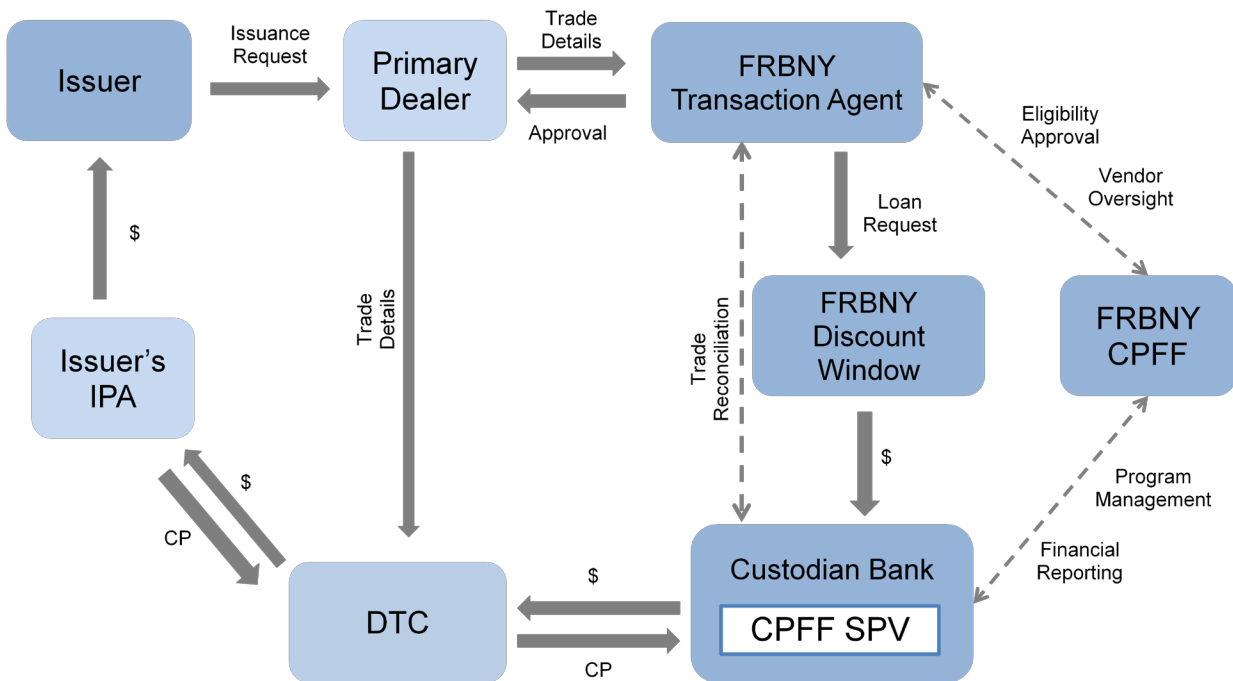 Issuer
Issuance
Request
Primary
Dealer
Trade
Details
Approval
FRBNY
Transaction Agent
Eligibility
Approval
Vendor
Oversight
$
Loan
Request
Trade
Details
Trade
Reconciliation
FRBNY
Discount
Window
FRBNY
CPFF
Issuer's
IPA
$
CP
$
Program
Management
Financial
Reporting
DTC
$
CP
Custodian Bank
CPFF SPV